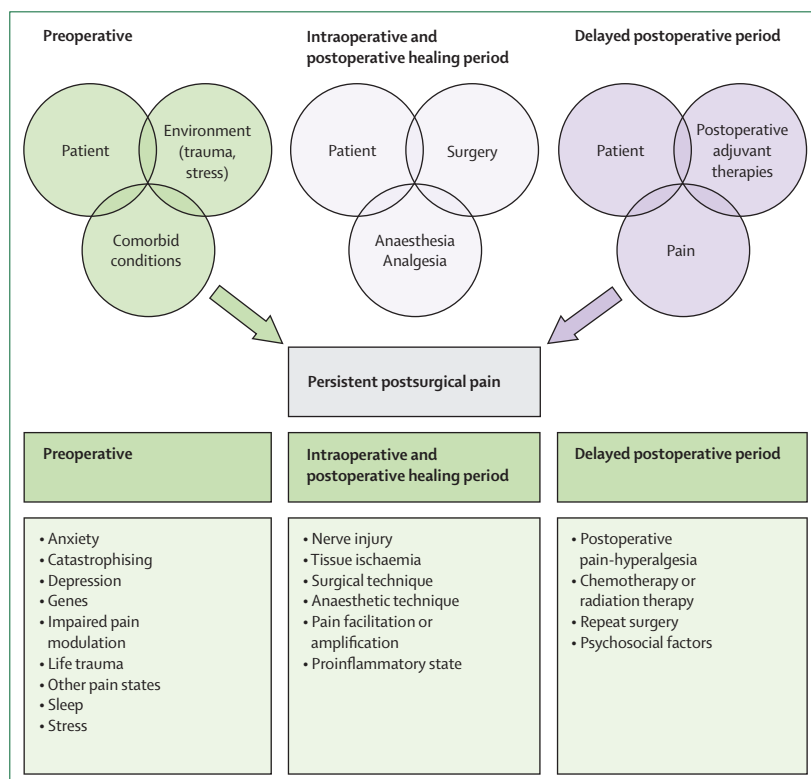 Preoperative
Intraoperative and
postoperative healing period
Delayed postoperative period
Patient
Environment
(trauma,
stress)
Comorbid
conditions
Patient
Surgery
Anaesthesia
Analgesia
Patient
Postoperative
adjuvant
therapies
Pain
Persistent postsurgical pain
Preoperative
• Anxiety
• Catastrophising
• Depression
• Genes
• Impaired pain
modulation
• Life trauma
• Other pain states
• Sleep
• Stress
Intraoperative and
postoperative healing period
• Nerve injury
• Tissue ischaemia
• Surgical technique
• Anaesthetic technique
• Pain facilitation or
amplification
• Proinflammatory state
Delayed postoperative period
• Postoperative
pain-hyperalgesia
• Chemotherapy or
radiation therapy
• Repeat surgery
• Psychosocial factors